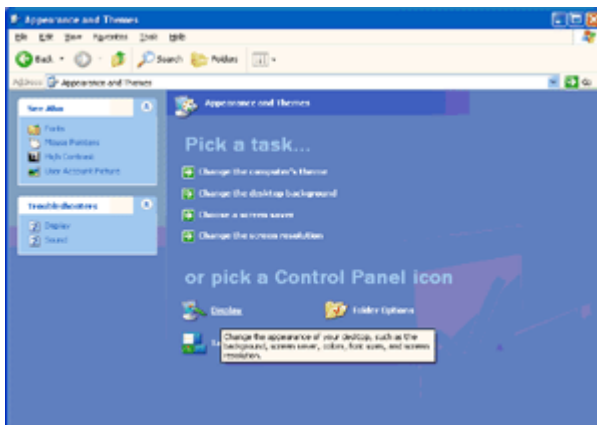 Appearance and Themes
File Edit View Favorites Tools Help
Back Search Folders
Address Appearance and Themes Go
See Also
Fonts
Mouse Pointers
High Contrast
User Account Picture
Troubleshooters
Display
Sound
Appearance and Themes
Pick a task...
Change the computer's theme
Change the desktop background
Choose a screen saver
Change the screen resolution
or pick a Control Panel icon
Display Folder Options
Change the appearance of your desktop, such as the
background, screen saver, colors, font sizes, and screen
resolution.